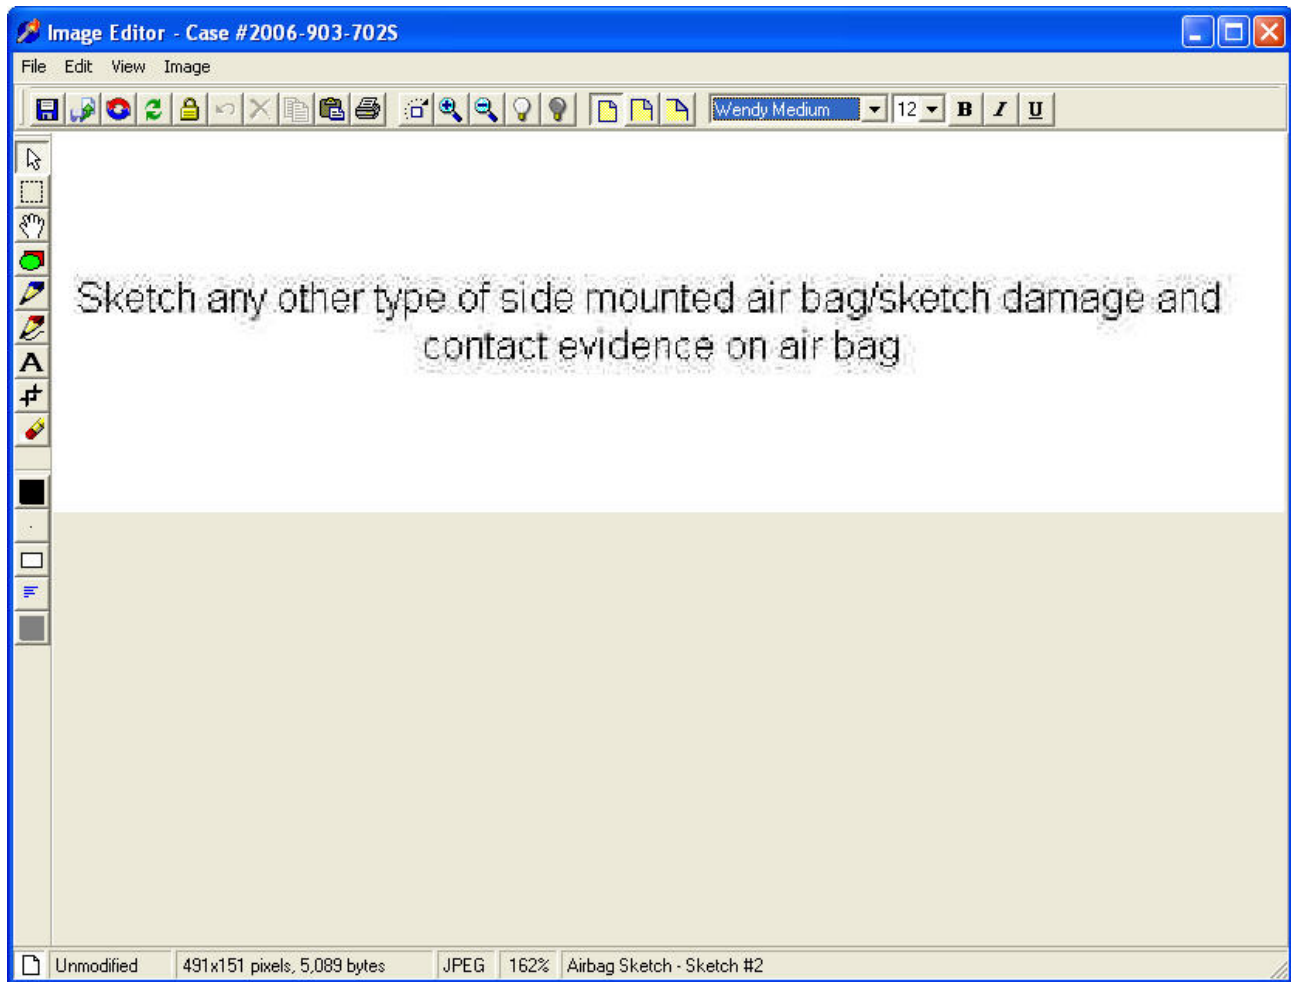 Image Editor - Case #2006-903-702S
File Edit View Image
Wendy Medium 12 B I U
A
Sketch any other type of side mounted air bag/sketch damage and
contact evidence on air bag
Unmodified 491x151 pixels, 5,089 bytes JPEG 162% Airbag Sketch - Sketch #2